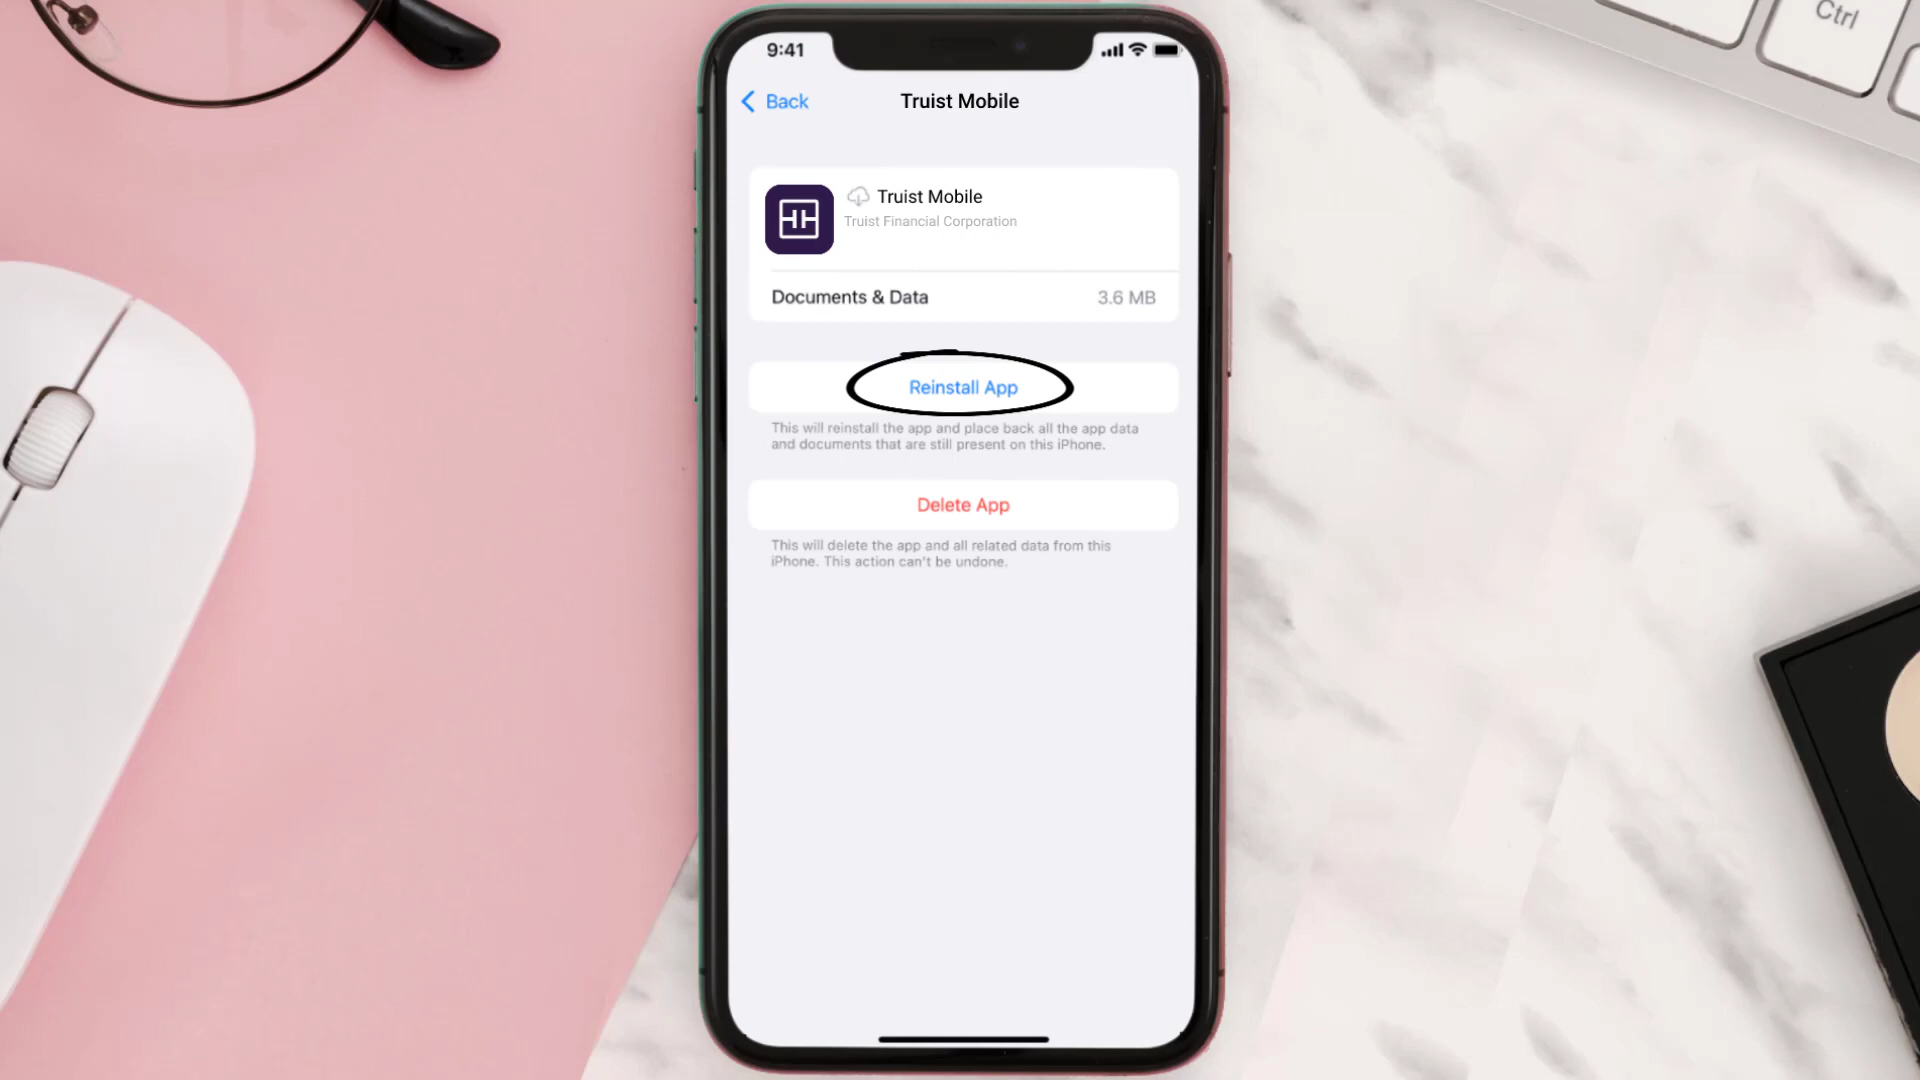 Ctrl
9:41
Back
Truist Mobile
Truist Mobile
Truist Financial Corporation
Documents & Data 3.6 MB
Reinstall App
This will reinstall the app and place back all the app data
and documents that are still present on this iPhone.
Delete App
This will delete the app and all related data from this
iPhone. This action can't be undone.